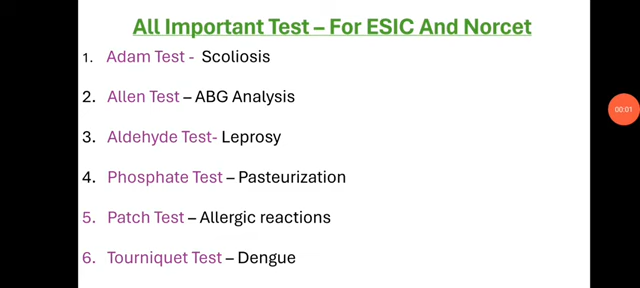 All Important Test – For ESIC And Norcet
1. Adam Test - Scoliosis
2. Allen Test – ABG Analysis
3. Aldehyde Test- Leprosy
4. Phosphate Test – Pasteurization
5. Patch Test – Allergic reactions
6. Tourniquet Test – Dengue
00:01